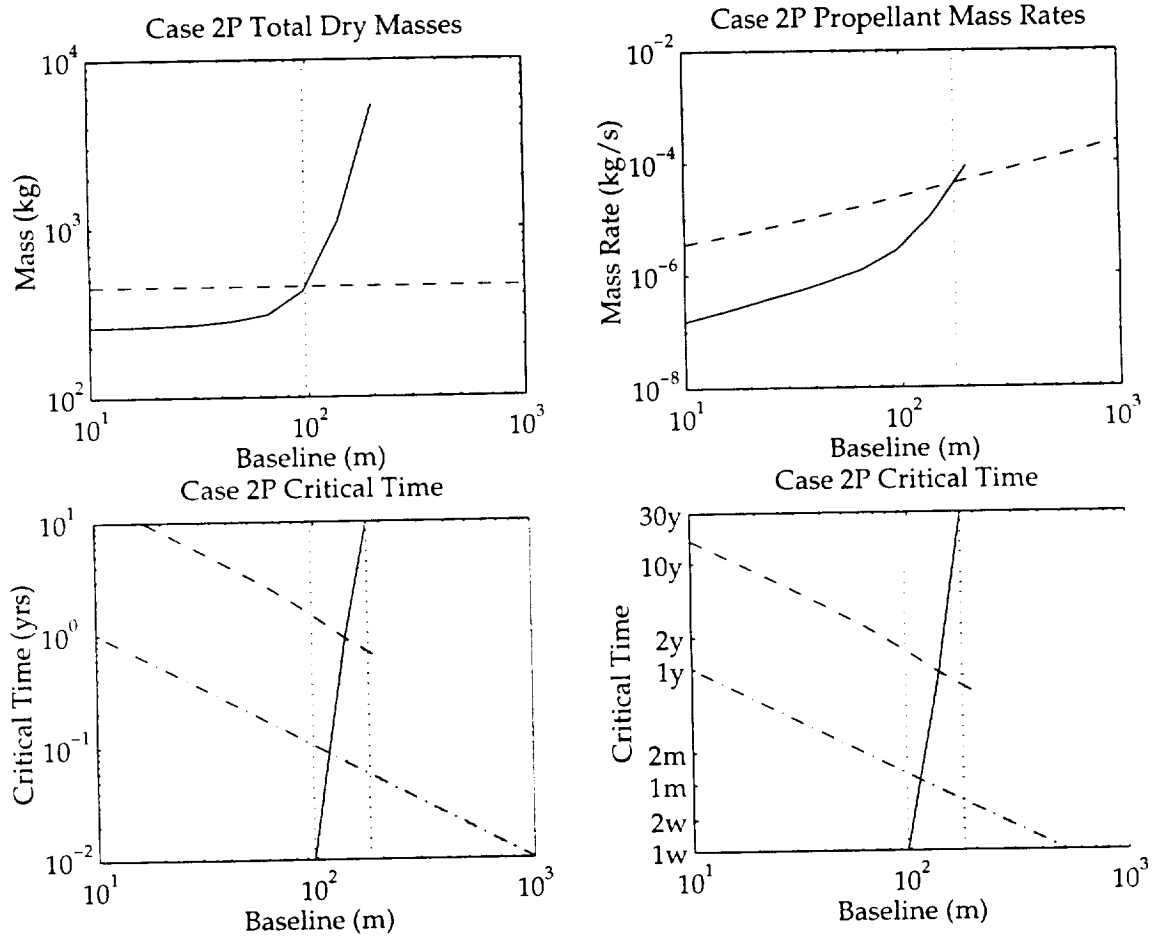 Case 2P Total Dry Masses
Mass (kg)
10^4
10^3
10^2
10^1
10^2
10^3
Baseline (m)
Case 2P Propellant Mass Rates
Mass Rate (kg/s)
10^-2
10^-4
10^-6
10^-8
10^1
10^2
10^3
Baseline (m)
Case 2P Critical Time
Critical Time (yrs)
10^1
10^0
10^-1
10^-2
10^1
10^2
10^3
Baseline (m)
Case 2P Critical Time
Critical Time
30y
10y
2y
1y
2m
1m
2w
1w
10^1
10^2
10^3
Baseline (m)